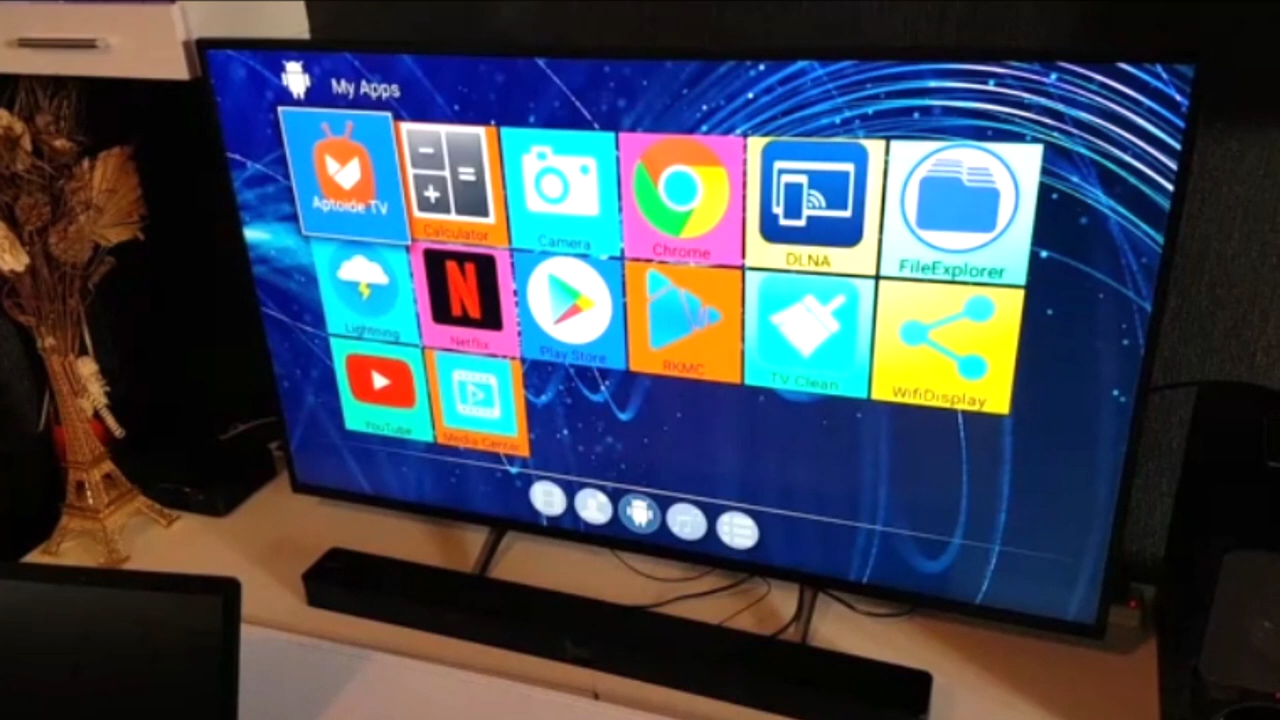 My Apps
Aptoide TV
Calculator
Camera
Chrome
DLNA
FileExplorer
Lightning
N
Netflix
Play Store
RKMC
TV Clean
WifiDisplay
YouTube
Media Center